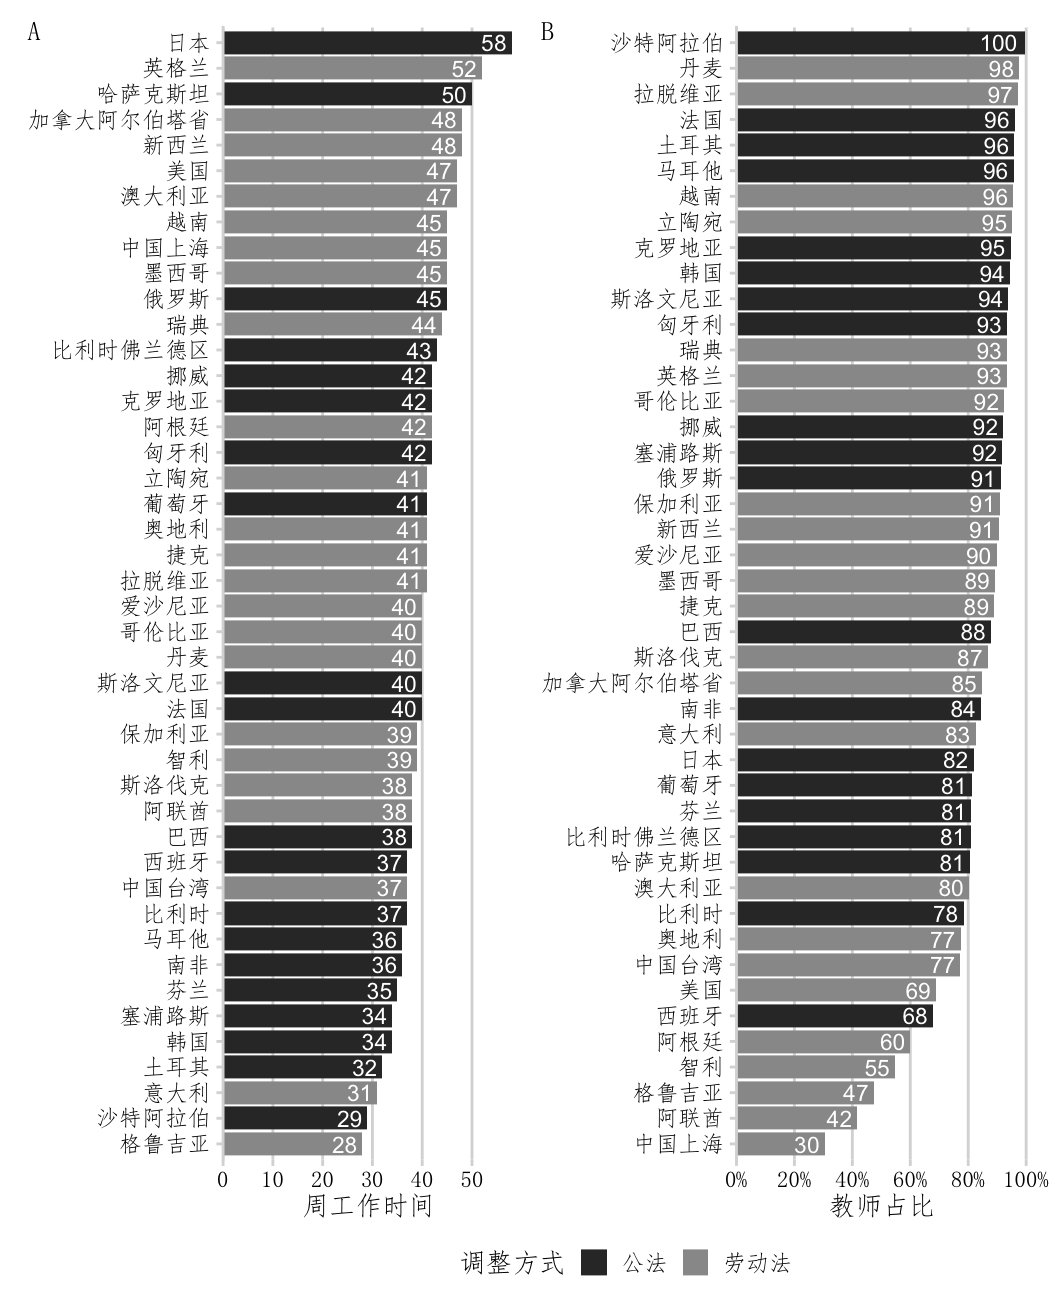 A
日本 58
英格兰 52
哈萨克斯坦 50
加拿大阿尔伯塔省 48
新西兰 48
美国 47
澳大利亚 47
越南 45
中国上海 45
墨西哥 45
俄罗斯 45
瑞典 44
比利时佛兰德区 43
挪威 42
克罗地亚 42
阿根廷 42
匈牙利 42
立陶宛 41
葡萄牙 41
奥地利 41
捷克 41
拉脱维亚 41
爱沙尼亚 40
哥伦比亚 40
丹麦 40
斯洛文尼亚 40
法国 40
保加利亚 39
智利 39
斯洛伐克 38
阿联酋 38
巴西 38
西班牙 37
中国台湾 37
比利时 37
马耳他 36
南非 36
芬兰 35
塞浦路斯 34
韩国 34
土耳其 32
意大利 31
沙特阿拉伯 29
格鲁吉亚 28
0 10 20 30 40 50
周工作时间
B
沙特阿拉伯 100
丹麦 98
拉脱维亚 97
法国 96
土耳其 96
马耳他 96
越南 96
立陶宛 95
克罗地亚 95
韩国 94
斯洛文尼亚 94
匈牙利 93
瑞典 93
英格兰 93
哥伦比亚 92
挪威 92
塞浦路斯 92
俄罗斯 91
保加利亚 91
新西兰 91
爱沙尼亚 90
墨西哥 89
捷克 89
巴西 88
斯洛伐克 87
加拿大阿尔伯塔省 85
南非 84
意大利 83
日本 82
葡萄牙 81
芬兰 81
比利时佛兰德区 81
哈萨克斯坦 81
澳大利亚 80
比利时 78
奥地利 77
中国台湾 77
美国 69
西班牙 68
阿根廷 60
智利 55
格鲁吉亚 47
阿联酋 42
中国上海 30
0% 20% 40% 60% 80% 100%
教师占比
调整方式 公法 劳动法